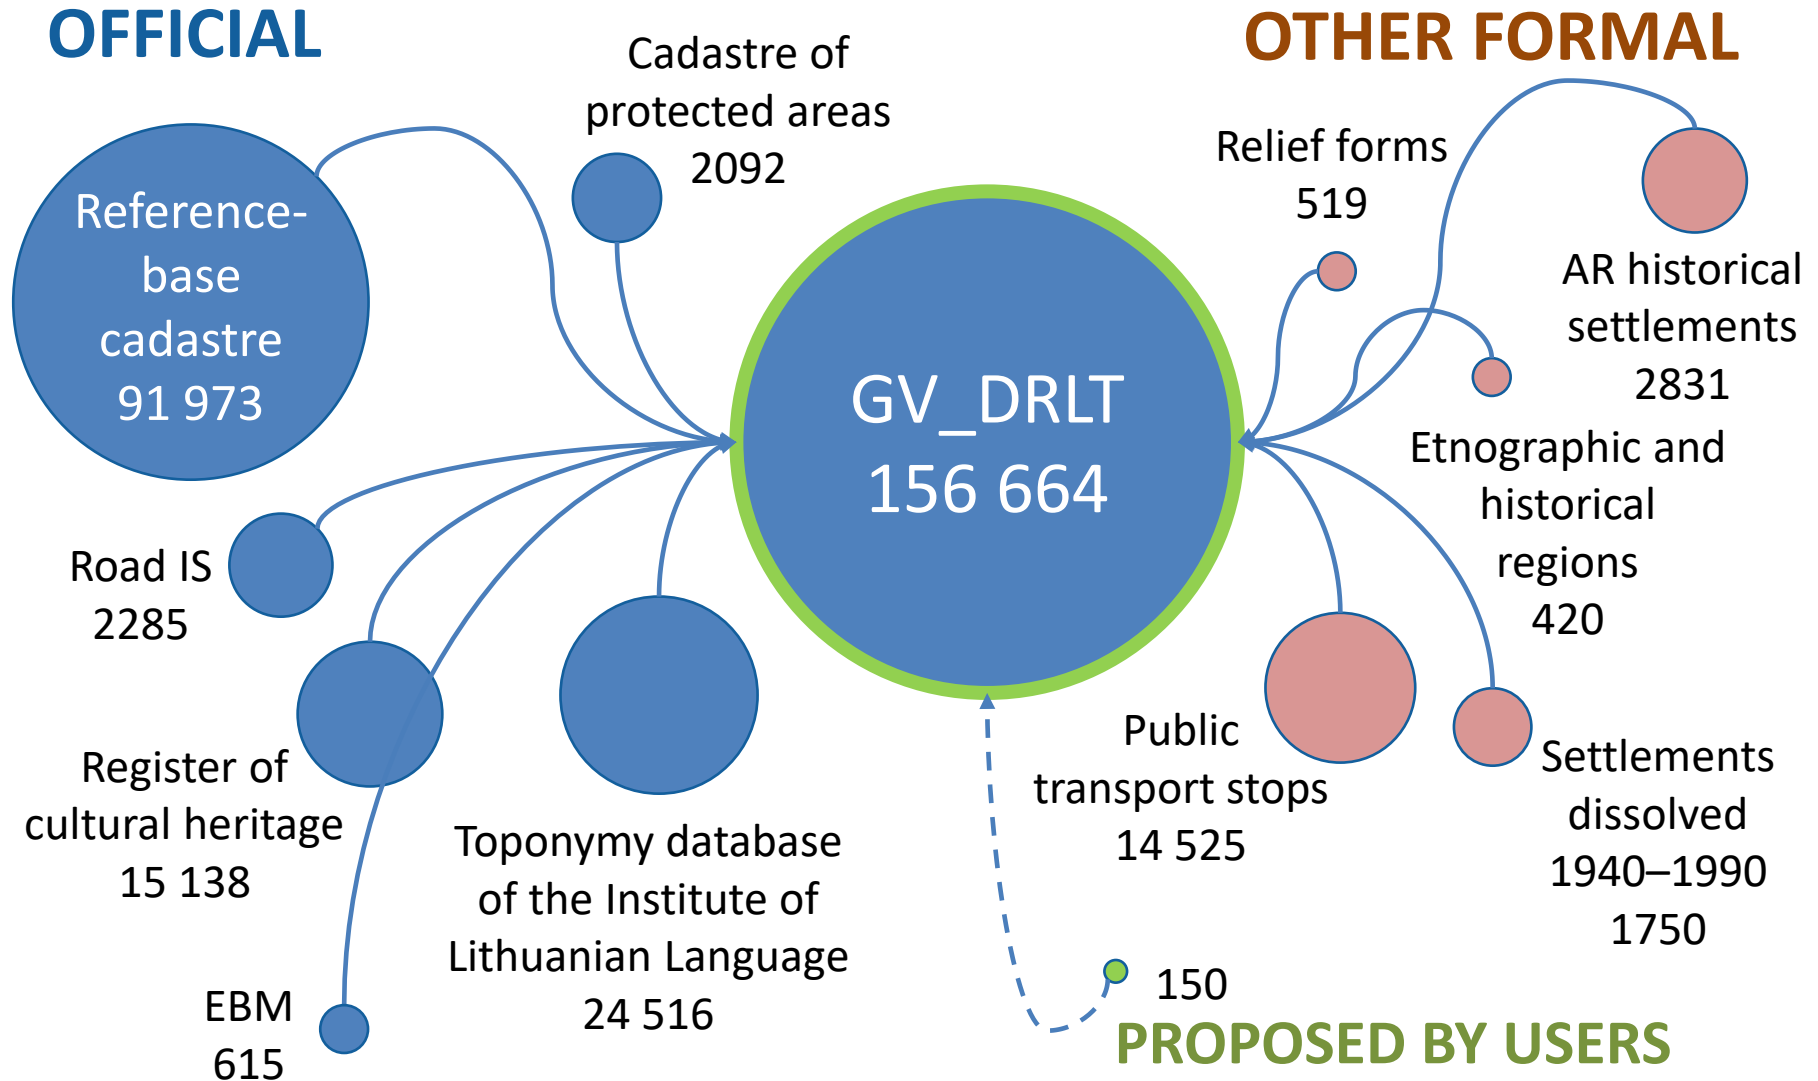 OFFICIAL
OTHER FORMAL
Cadastre of
protected areas
2092
Reference-
base
cadastre
91 973
Relief forms
519
AR historical
settlements
2831
GV_DRLT
156 664
Etnographic and
historical
regions
420
Road IS
2285
Register of
cultural heritage
15 138
Toponymy database
of the Institute of
Lithuanian Language
24 516
Public
transport stops
14 525
Settlements
dissolved
1940–1990
1750
EBM
615
150
PROPOSED BY USERS